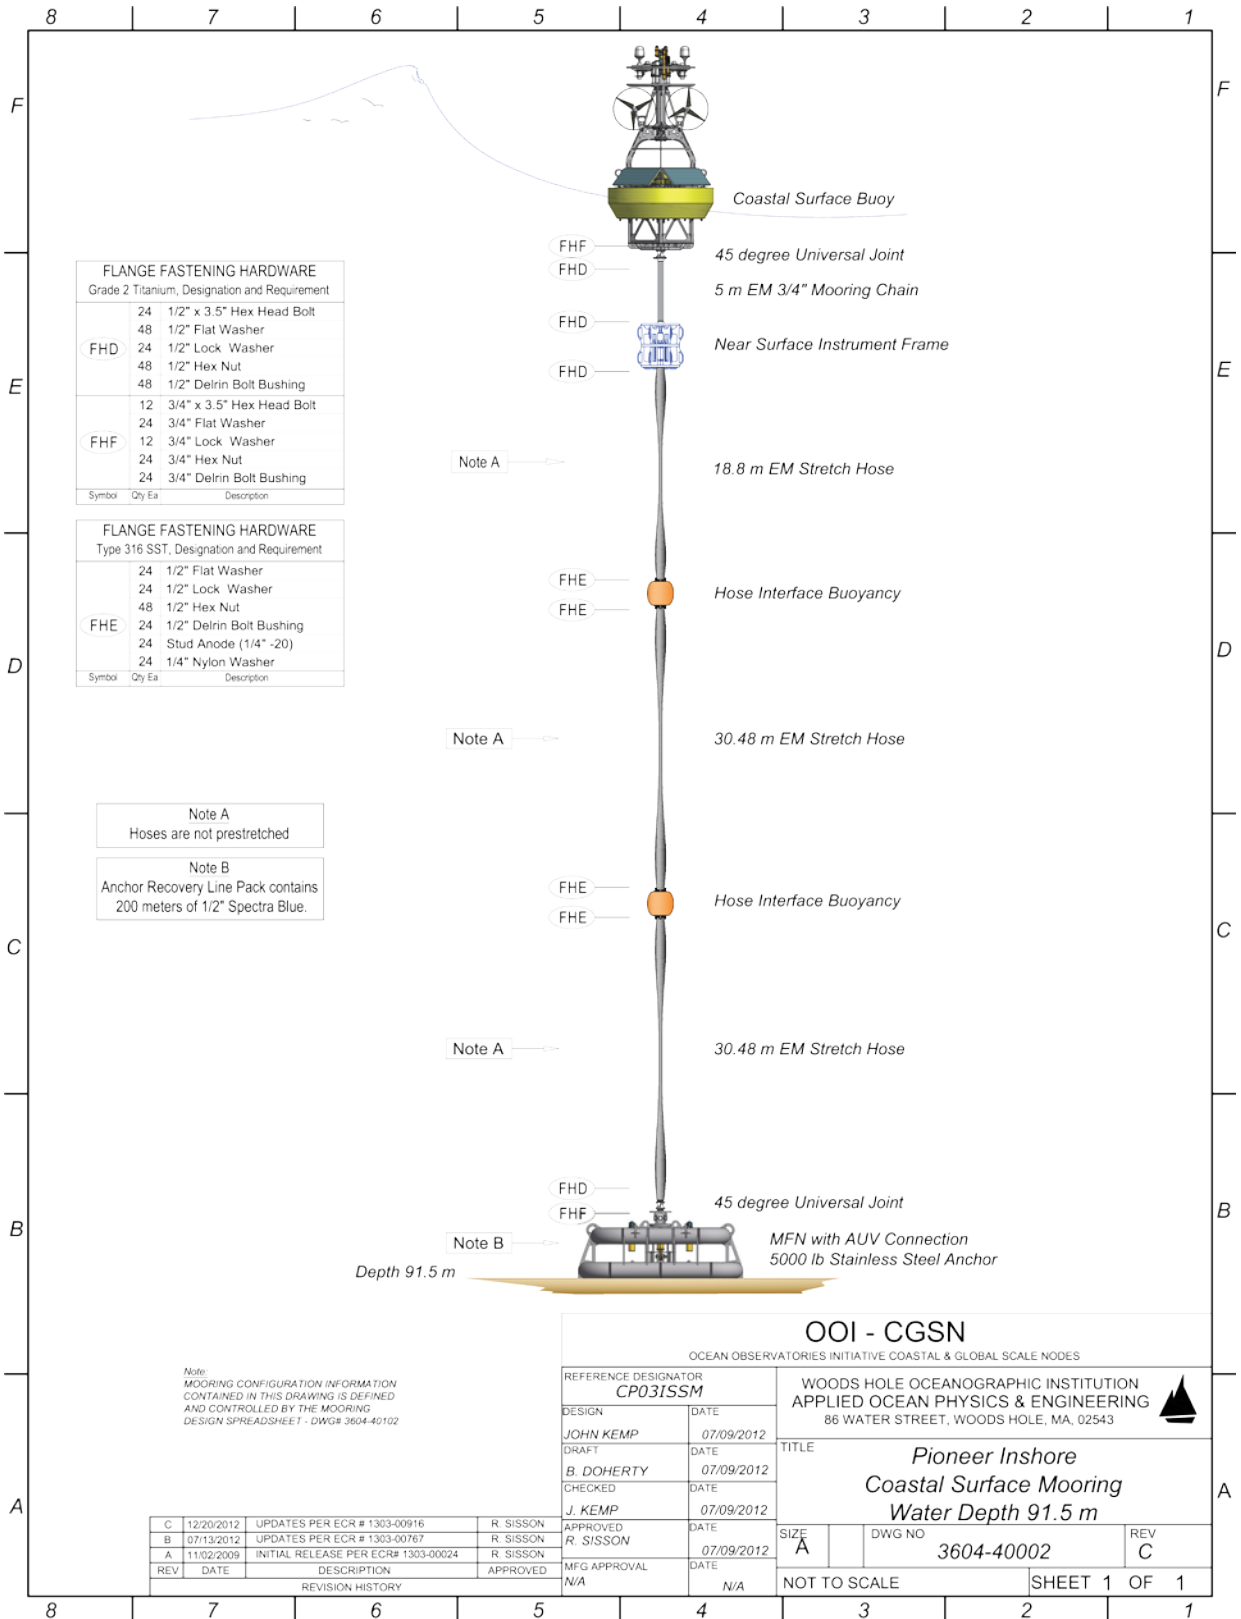 8 7 6 5 4 3 2 1
F
F
Coastal Surface Buoy
FHF
45 degree Universal Joint
FHD
5 m EM 3/4" Mooring Chain
FHD
Near Surface Instrument Frame
FHD
E
E
FLANGE FASTENING HARDWARE
Grade 2 Titanium, Designation and Requirement
24 1/2" x 3.5" Hex Head Bolt
48 1/2" Flat Washer
FHD 24 1/2" Lock Washer
48 1/2" Hex Nut
48 1/2" Delrin Bolt Bushing
12 3/4" x 3.5" Hex Head Bolt
24 3/4" Flat Washer
FHF 12 3/4" Lock Washer
24 3/4" Hex Nut
24 3/4" Delrin Bolt Bushing
Symbol Qty Ea Description
Note A
18.8 m EM Stretch Hose
FLANGE FASTENING HARDWARE
Type 316 SST, Designation and Requirement
24 1/2" Flat Washer
24 1/2" Lock Washer
48 1/2" Hex Nut
FHE 24 1/2" Delrin Bolt Bushing
24 Stud Anode (1/4" -20)
24 1/4" Nylon Washer
Symbol Qty Ea Description
FHE
Hose Interface Buoyancy
FHE
D
D
Note A
30.48 m EM Stretch Hose
Note A
Hoses are not prestretched
Note B
Anchor Recovery Line Pack contains
200 meters of 1/2" Spectra Blue.
FHE
Hose Interface Buoyancy
FHE
C
C
Note A
30.48 m EM Stretch Hose
FHD
45 degree Universal Joint
FHF
B
B
Note B
MFN with AUV Connection
5000 lb Stainless Steel Anchor
Depth 91.5 m
OOI - CGSN
OCEAN OBSERVATORIES INITIATIVE COASTAL & GLOBAL SCALE NODES
Note:
MOORING CONFIGURATION INFORMATION
CONTAINED IN THIS DRAWING IS DEFINED
AND CONTROLLED BY THE MOORING
DESIGN SPREADSHEET - DWG# 3604-40102
REFERENCE DESIGNATOR
CP03ISSM
WOODS HOLE OCEANOGRAPHIC INSTITUTION
APPLIED OCEAN PHYSICS & ENGINEERING
86 WATER STREET, WOODS HOLE, MA, 02543
DESIGN DATE
JOHN KEMP 07/09/2012
DRAFT DATE
B. DOHERTY 07/09/2012
CHECKED DATE
J. KEMP 07/09/2012
APPROVED DATE
R. SISSON 07/09/2012
MFG APPROVAL DATE
N/A N/A
TITLE
Pioneer Inshore
Coastal Surface Mooring
Water Depth 91.5 m
A
A
SIZE DWG NO REV
A 3604-40002 C
NOT TO SCALE SHEET 1 OF 1
C 12/20/2012 UPDATES PER ECR # 1303-00916 R. SISSON
B 07/13/2012 UPDATES PER ECR # 1303-00767 R. SISSON
A 11/02/2009 INITIAL RELEASE PER ECR# 1303-00024 R. SISSON
REV DATE DESCRIPTION APPROVED
REVISION HISTORY
8 7 6 5 4 3 2 1